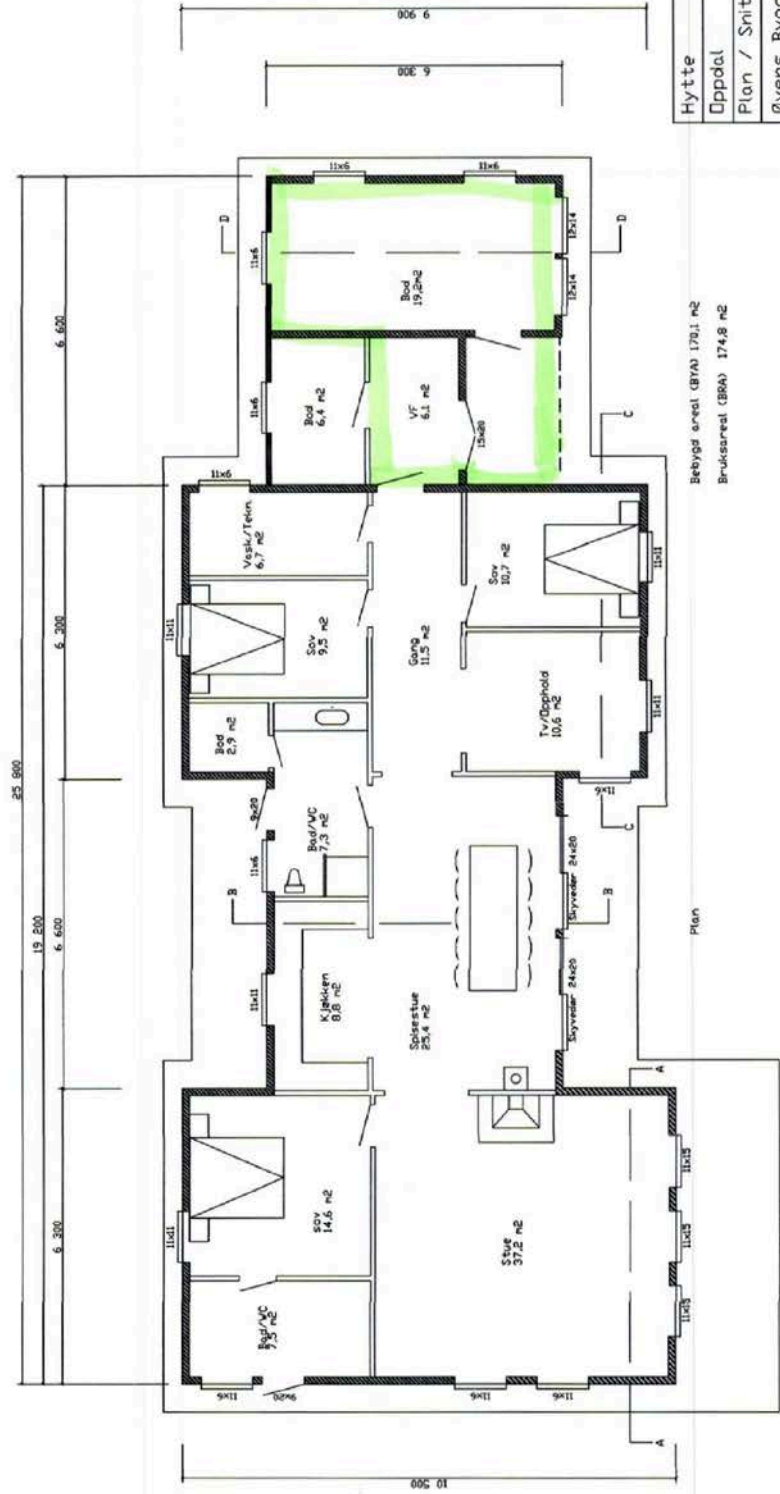 25 800
19 200
6 600
6 300
6 600
6 300
9 900
6 300
10 500
Hytte
Oppdal
Plan / Snit
11x6
11x6
11x6
D
D
12x14
12x14
Bod
19,2m2
11x6
Bod
6,4 m2
VF
6,1 m2
15x20
11x6
Vask./Tekn.
6,7 m2
11x11
Sov
9,5 m2
Bod
2,9 m2
Gang
11,5 m2
Sov
10,7 m2
11x11
Tv/Opphold
10,6 m2
11x11
11x6
C
C
9x20
11x6
Bad/WC
7,3 m2
B
B
Skyvedør 24x20
Skyvedør 24x20
11x11
Kjøkken
8,8 m2
Spisestue
25,4 m2
11x11
sov
14,6 m2
Bad/WC
7,5 m2
11x6
9x20
11x6
11x6
Stue
37,2 m2
11x15
11x15
11x15
A
A
Plan
Bebygd areal (BYA) 170,1 m2
Bruksareal (BRA) 174,8 m2